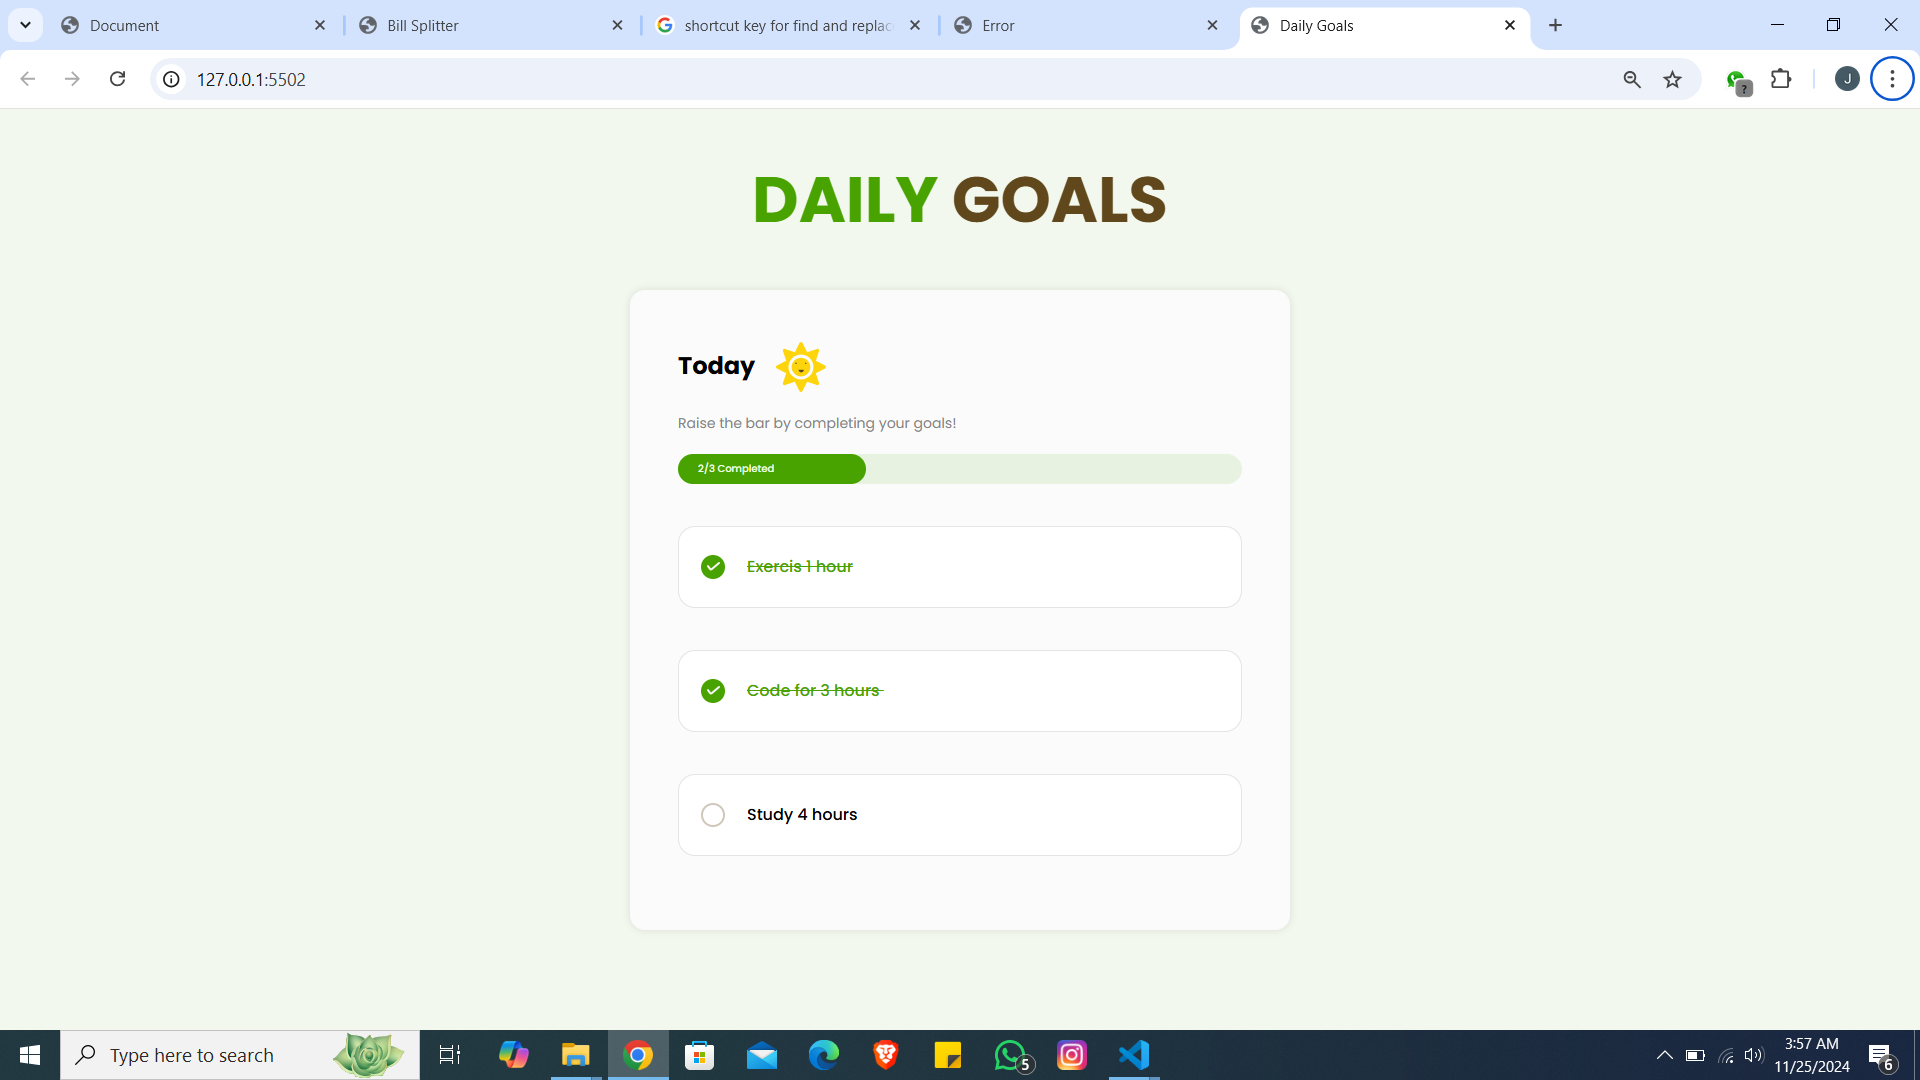 Document
Bill Splitter
shortcut key for find and replac
Error
Daily Goals
127.0.0.1:5502
J
?
DAILY GOALS
Today
Raise the bar by completing your goals!
2/3 Completed
Exercis 1 hour
Code for 3 hours
Study 4 hours
Type here to search
5
3:57 AM
11/25/2024
6